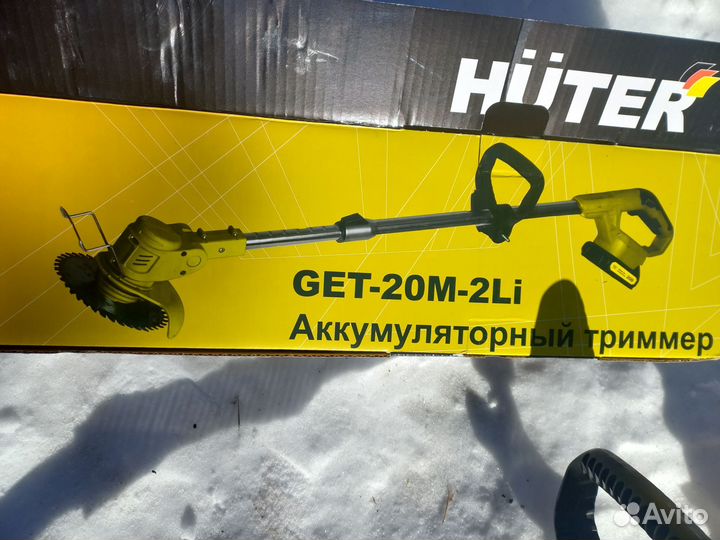 HÜTER
GET-20M-2Li
Аккумуляторный триммер
Avito